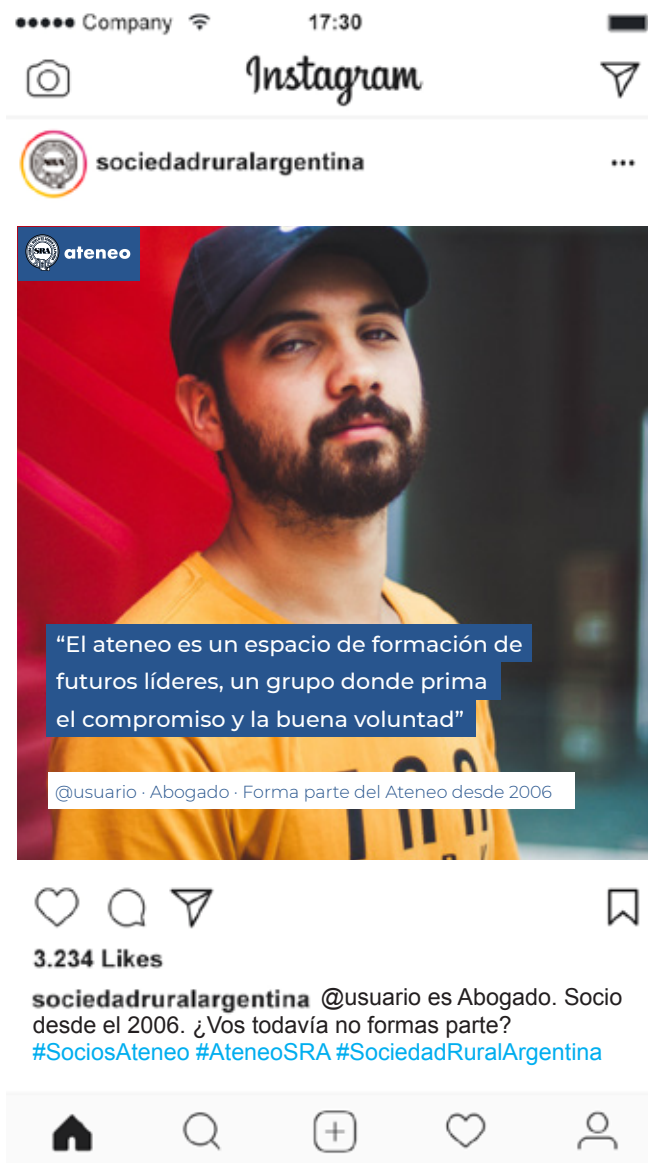 Company
17:30
Instagram
sociedadruralargentina
SRA ateneo
“El ateneo es un espacio de formación de
futuros líderes, un grupo donde prima
el compromiso y la buena voluntad”
@usuario · Abogado · Forma parte del Ateneo desde 2006
3.234 Likes
sociedadruralargentina @usuario es Abogado. Socio
desde el 2006. ¿Vos todavía no formas parte?
#SociosAteneo #AteneoSRA #SociedadRuralArgentina